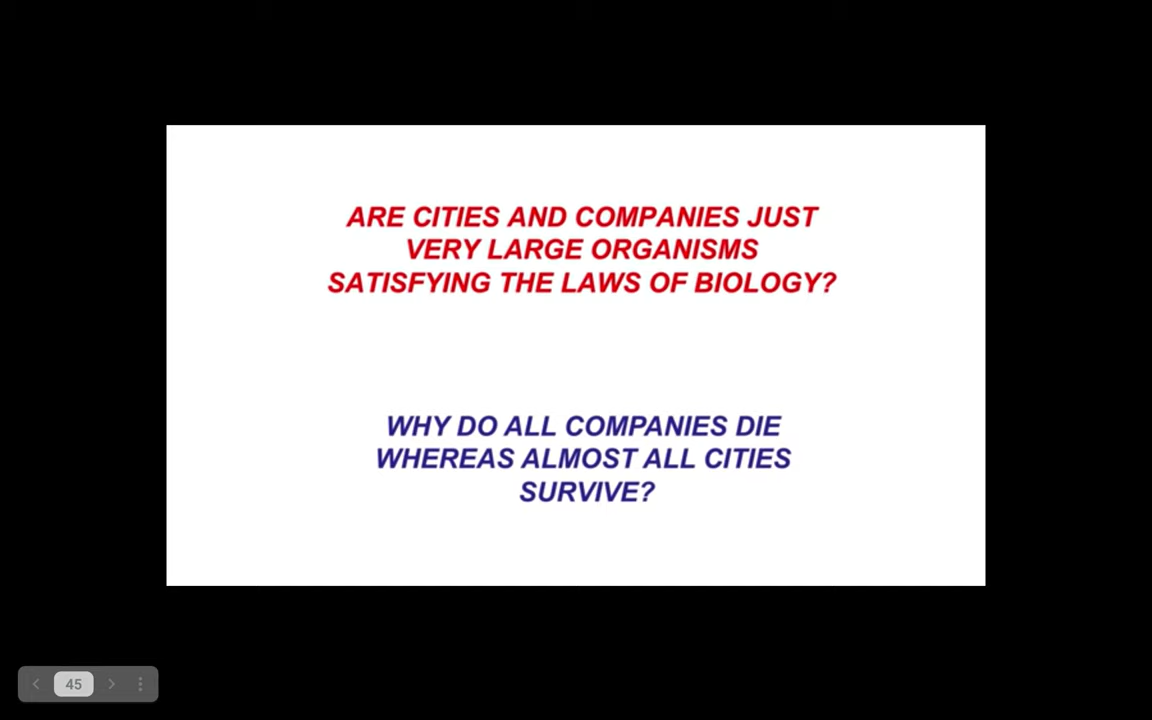 ARE CITIES AND COMPANIES JUST
VERY LARGE ORGANISMS
SATISFYING THE LAWS OF BIOLOGY?
WHY DO ALL COMPANIES DIE
WHEREAS ALMOST ALL CITIES
SURVIVE?
45